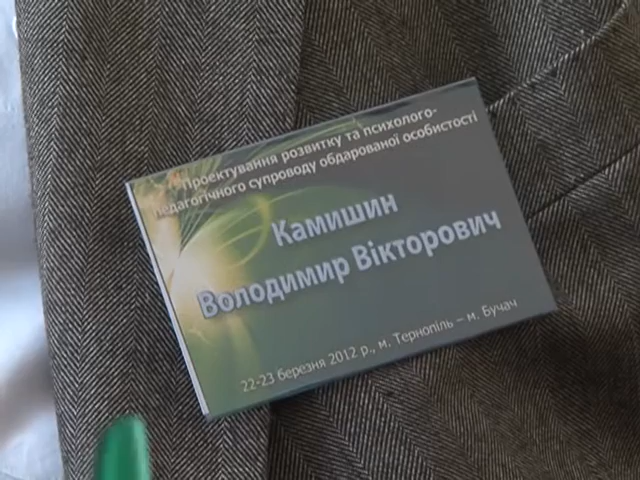 Проектування розвитку та психолого-
педагогічного супроводу обдарованої особистості
Камишин
Володимир Вікторович
22-23 березня 2012 р., м. Тернопіль – м. Бучач